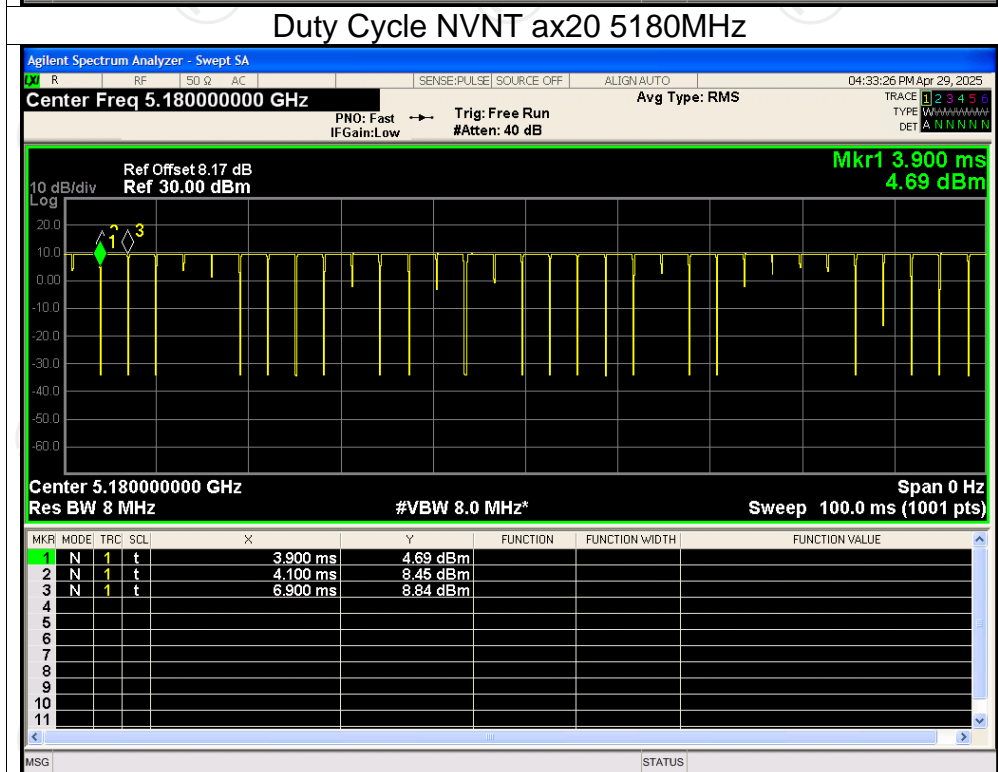 Duty Cycle NVNT ax20 5180MHz
Agilent Spectrum Analyzer - Swept SA
LXI R RF 50 Ω AC SENSE:PULSE SOURCE OFF ALIGN AUTO 04:33:26 PM Apr 29, 2025
Center Freq 5.180000000 GHz Avg Type: RMS TRACE 1 2 3 4 5 6
PNO: Fast Trig: Free Run TYPE
IFGain:Low #Atten: 40 dB DET A N N N N N
Mkr1 3.900 ms
4.69 dBm
Ref Offset 8.17 dB
10 dB/div Ref 30.00 dBm
Log
20.0
10.0
0.00
-10.0
-20.0
-30.0
-40.0
-50.0
-60.0
1 3
Center 5.180000000 GHz Span 0 Hz
Res BW 8 MHz #VBW 8.0 MHz* Sweep 100.0 ms (1001 pts)
MKR MODE TRC SCL X Y FUNCTION FUNCTION WIDTH FUNCTION VALUE
1 N 1 t 3.900 ms 4.69 dBm
2 N 1 t 4.100 ms 8.45 dBm
3 N 1 t 6.900 ms 8.84 dBm
4
5
6
7
8
9
10
11
MSG STATUS